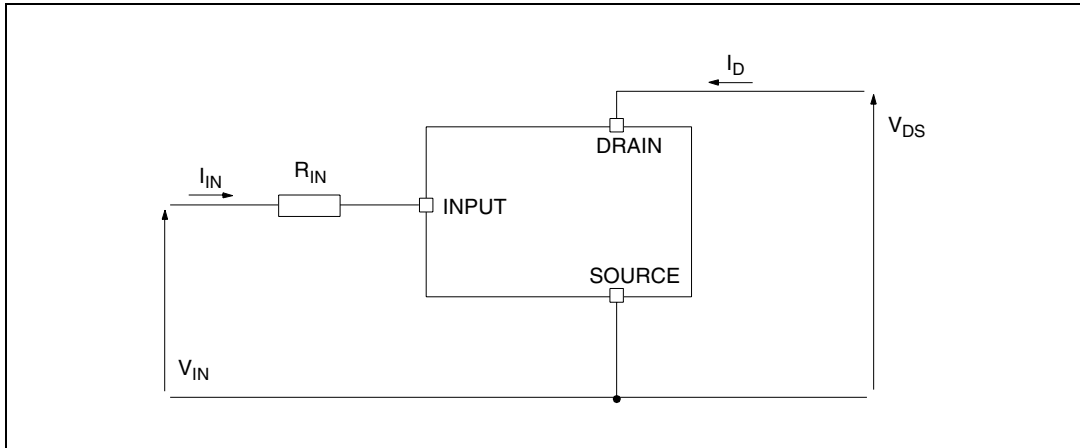 I_D
DRAIN
V_DS
R_IN
I_IN
INPUT
SOURCE
V_IN